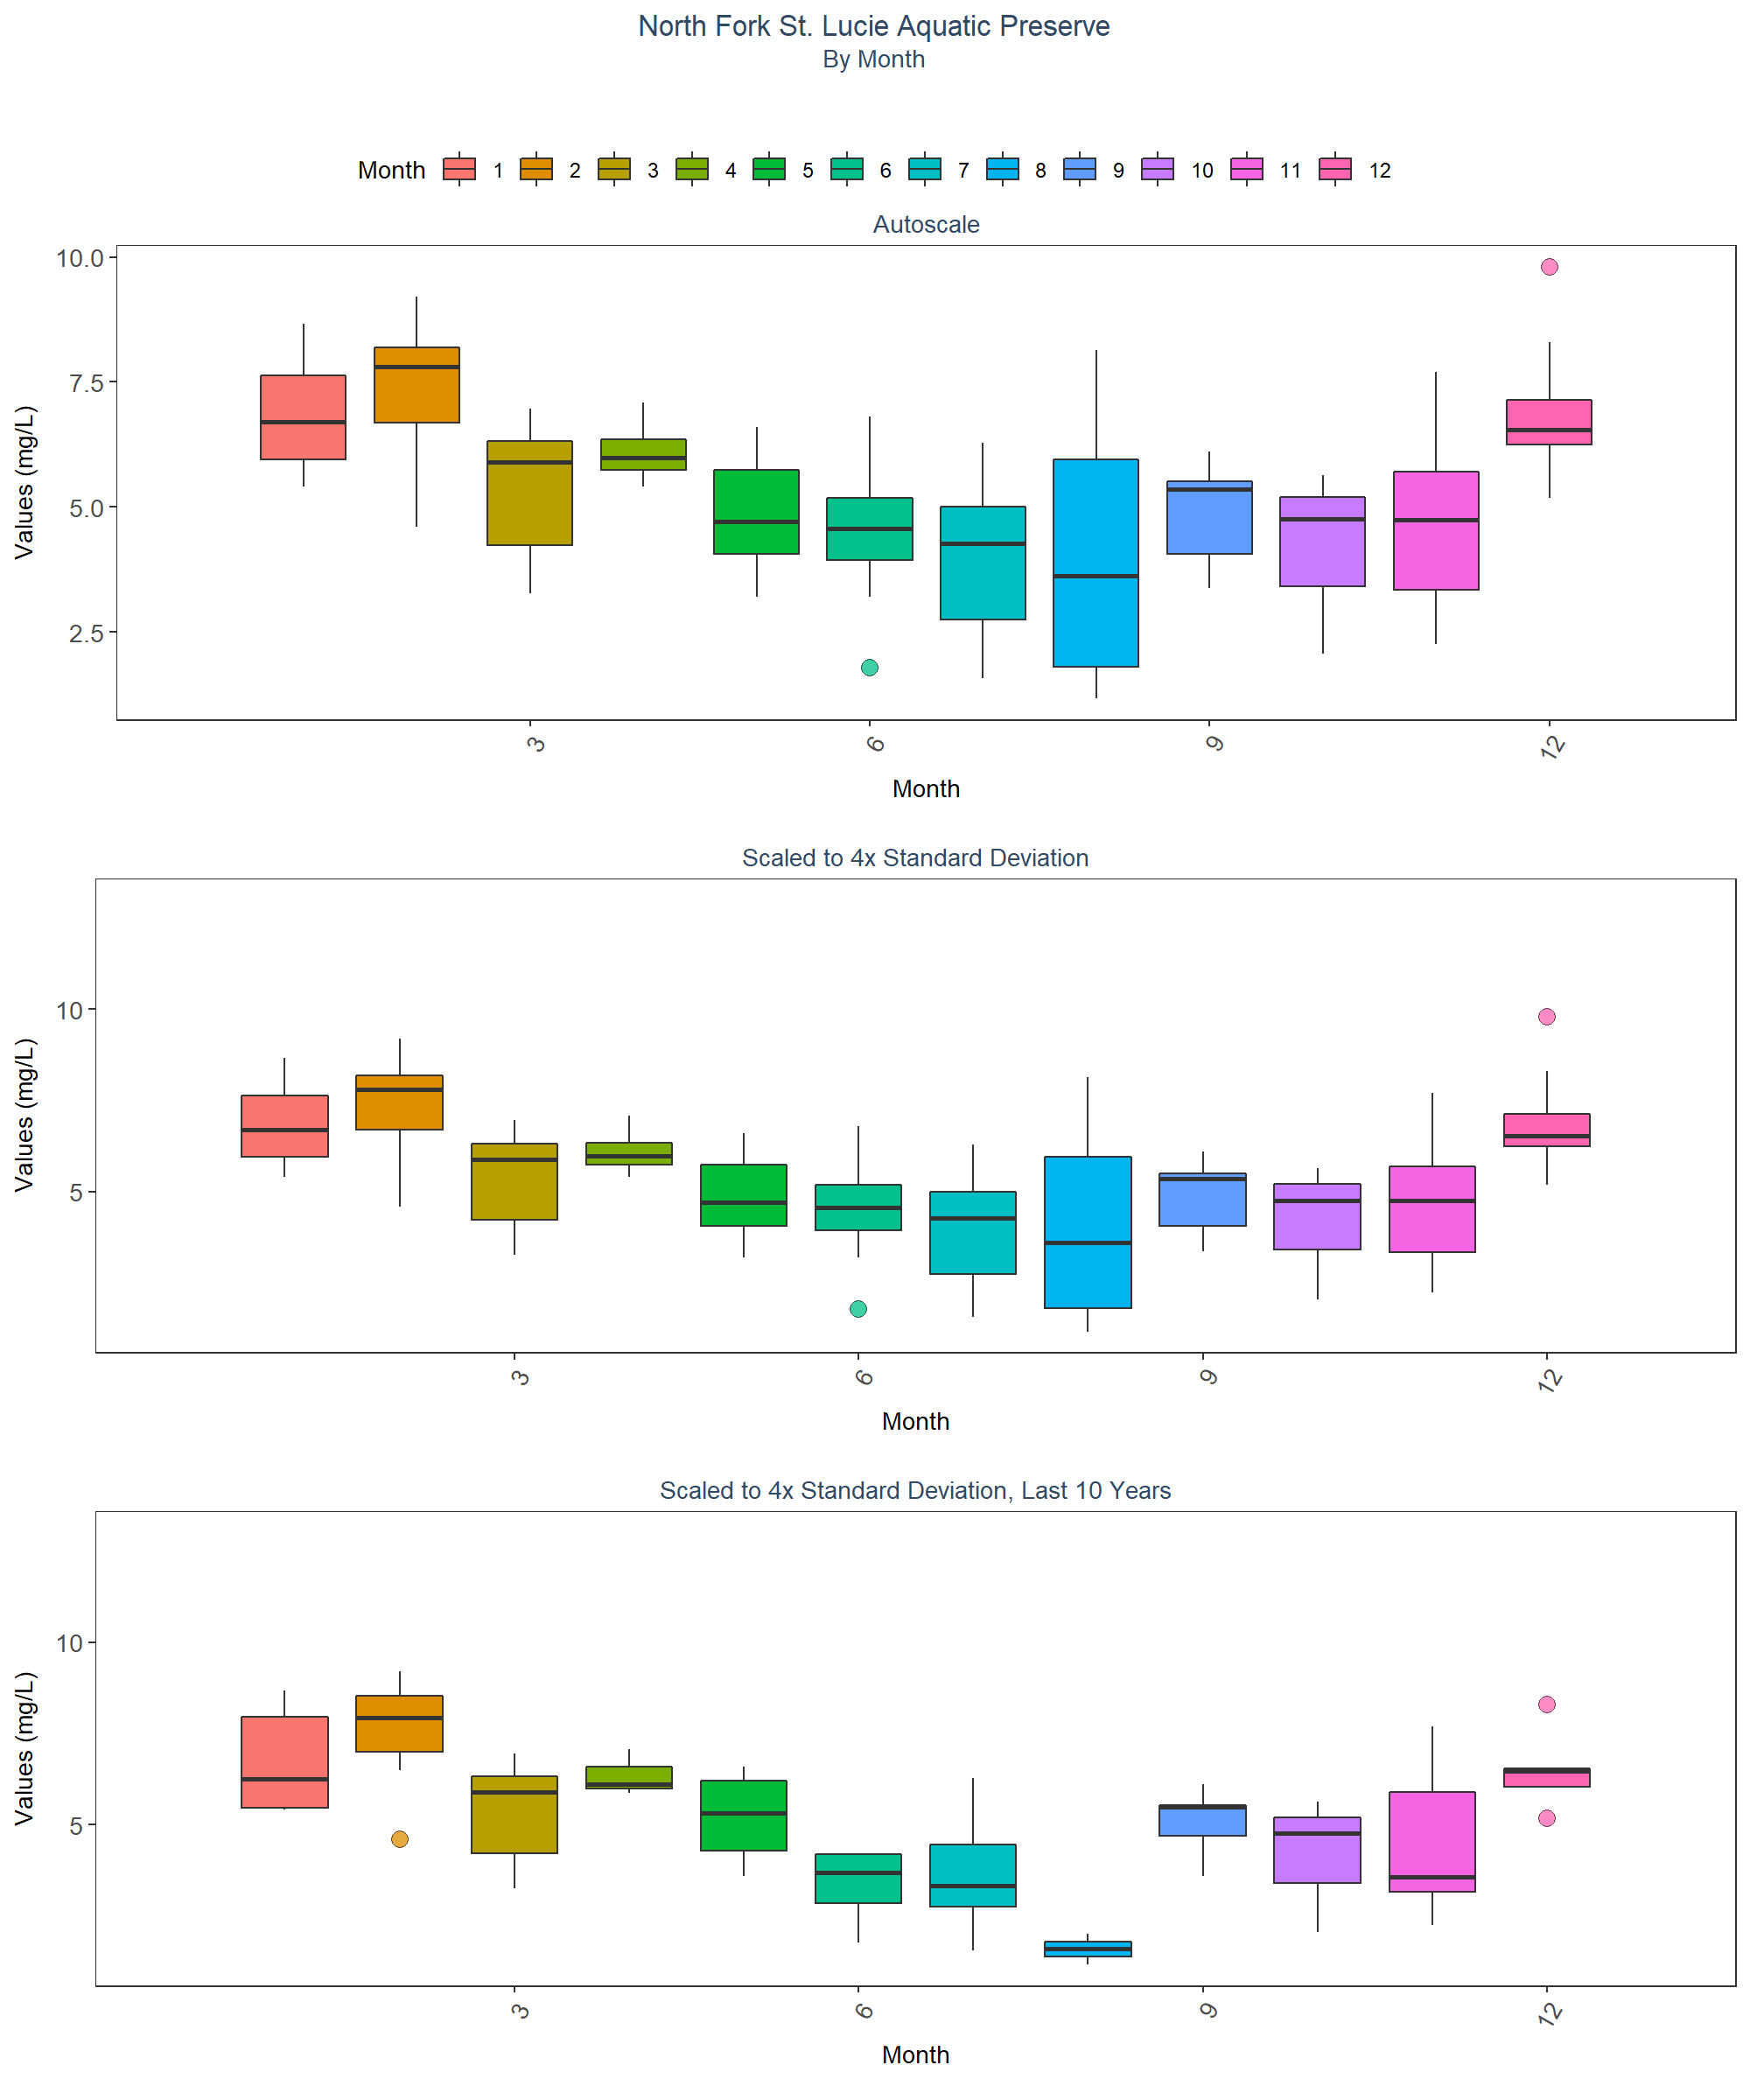 North Fork St. Lucie Aquatic Preserve
By Month
Month 1 2 3 4 5 6 7 8 9 10 11 12
Autoscale
10.0
7.5
5.0
2.5
Values (mg/L)
3 6 9 12
Month
Scaled to 4x Standard Deviation
10
5
Values (mg/L)
3 6 9 12
Month
Scaled to 4x Standard Deviation, Last 10 Years
10
5
Values (mg/L)
3 6 9 12
Month